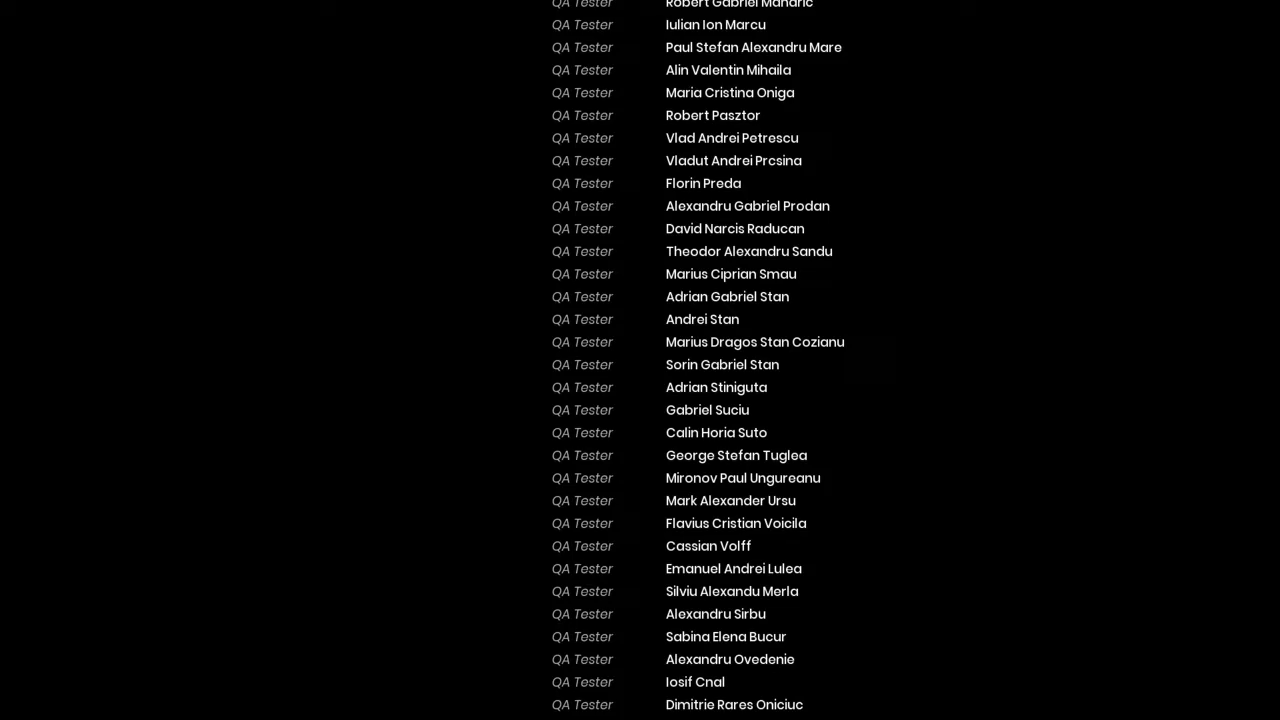 QA Tester Robert Gabriel Mandric
QA Tester Iulian Ion Marcu
QA Tester Paul Stefan Alexandru Mare
QA Tester Alin Valentin Mihaila
QA Tester Maria Cristina Oniga
QA Tester Robert Pasztor
QA Tester Vlad Andrei Petrescu
QA Tester Vladut Andrei Prcsina
QA Tester Florin Preda
QA Tester Alexandru Gabriel Prodan
QA Tester David Narcis Raducan
QA Tester Theodor Alexandru Sandu
QA Tester Marius Ciprian Smau
QA Tester Adrian Gabriel Stan
QA Tester Andrei Stan
QA Tester Marius Dragos Stan Cozianu
QA Tester Sorin Gabriel Stan
QA Tester Adrian Stiniguta
QA Tester Gabriel Suciu
QA Tester Calin Horia Suto
QA Tester George Stefan Tuglea
QA Tester Mironov Paul Ungureanu
QA Tester Mark Alexander Ursu
QA Tester Flavius Cristian Voicila
QA Tester Cassian Volff
QA Tester Emanuel Andrei Lulea
QA Tester Silviu Alexandu Merla
QA Tester Alexandru Sirbu
QA Tester Sabina Elena Bucur
QA Tester Alexandru Ovedenie
QA Tester Iosif Cnal
QA Tester Dimitrie Rares Oniciuc